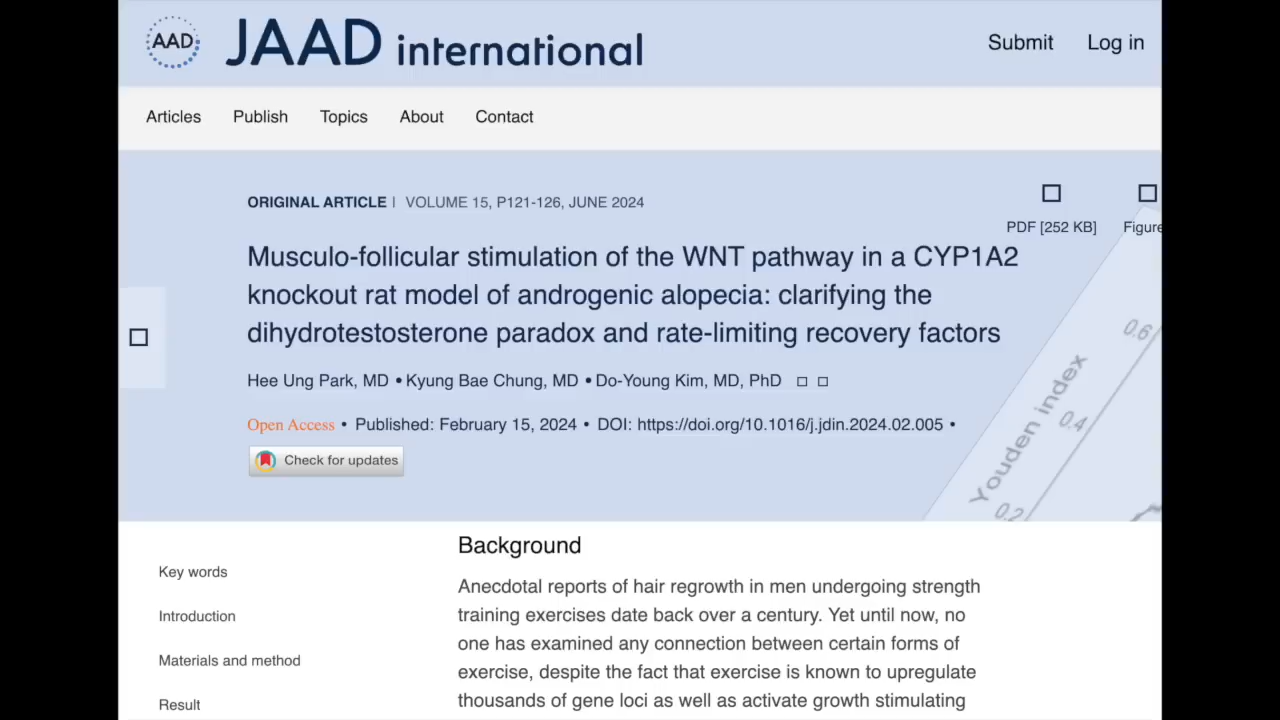 AAD
JAAD international
Submit
Log in
Articles
Publish
Topics
About
Contact
ORIGINAL ARTICLE | VOLUME 15, P121-126, JUNE 2024
PDF [252 KB]
Figure
Musculo-follicular stimulation of the WNT pathway in a CYP1A2
knockout rat model of androgenic alopecia: clarifying the
dihydrotestosterone paradox and rate-limiting recovery factors
Hee Ung Park, MD • Kyung Bae Chung, MD • Do-Young Kim, MD, PhD
Open Access • Published: February 15, 2024 • DOI: https://doi.org/10.1016/j.jdin.2024.02.005 •
Check for updates
Youden index
0.6
0.4
0.2
Key words
Introduction
Materials and method
Result
Background
Anecdotal reports of hair regrowth in men undergoing strength
training exercises date back over a century. Yet until now, no
one has examined any connection between certain forms of
exercise, despite the fact that exercise is known to upregulate
thousands of gene loci as well as activate growth stimulating